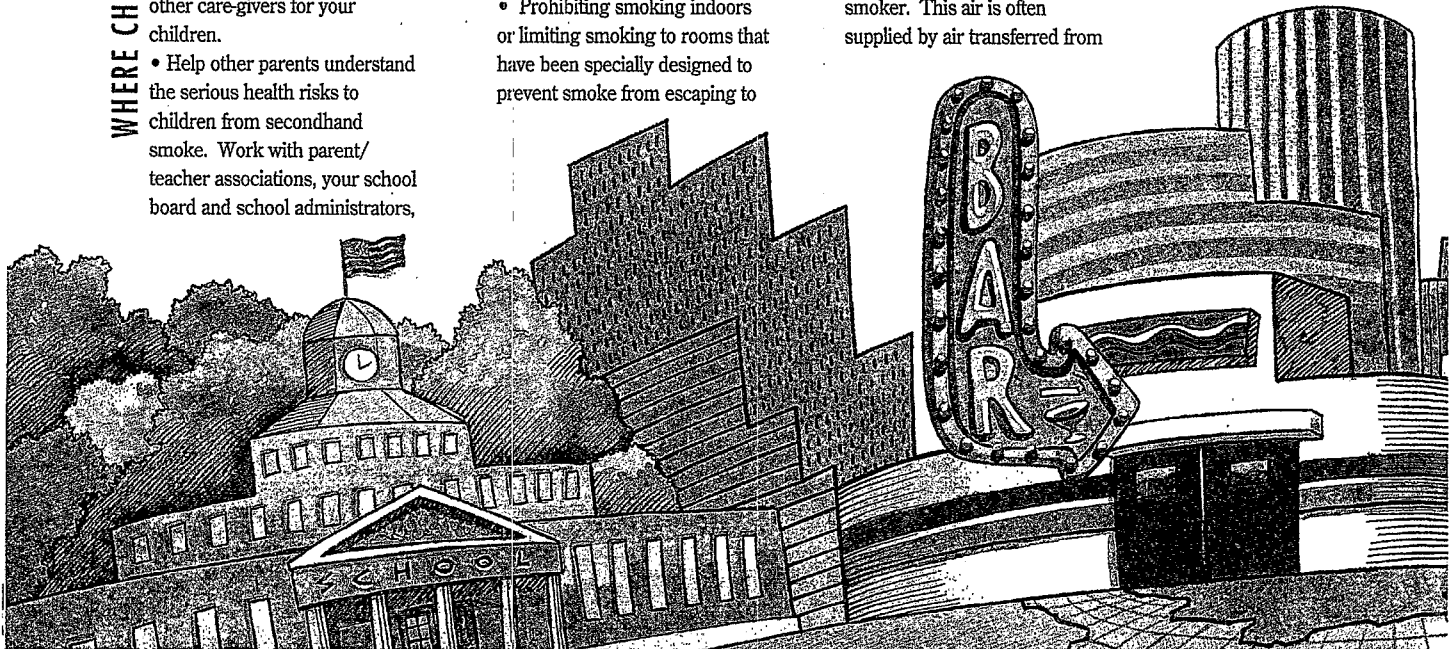 WHERE CH
other care-givers for your
children.
• Help other parents understand
the serious health risks to
children from secondhand
smoke. Work with parent/
teacher associations, your school
board and school administrators,
• Prohibiting smoking indoors
or limiting smoking to rooms that
have been specially designed to
prevent smoke from escaping to
smoker. This air is often
supplied by air transferred from
BAR
SCHOOL